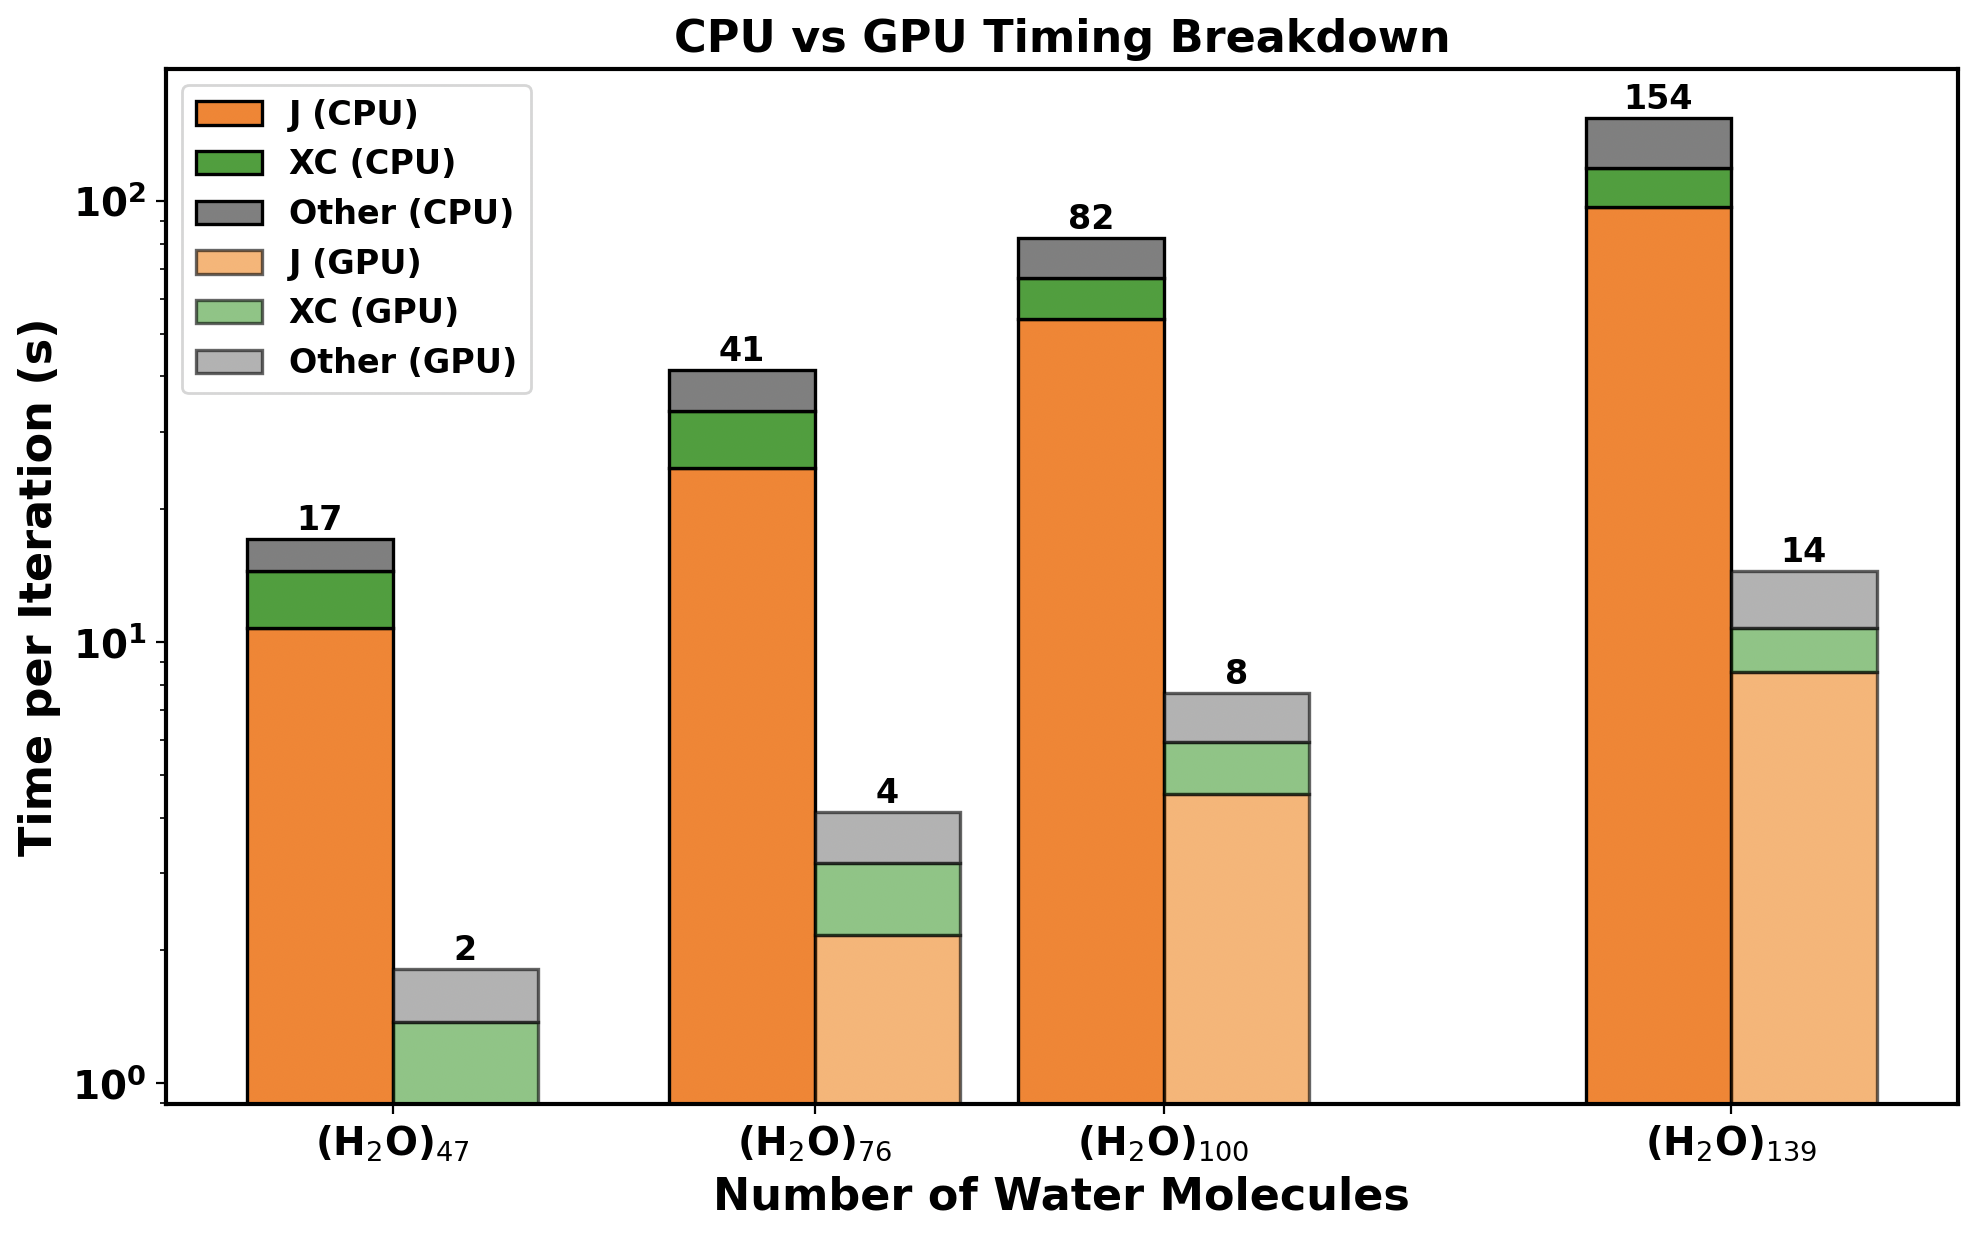 CPU vs GPU Timing Breakdown
J (CPU)
XC (CPU)
Other (CPU)
J (GPU)
XC (GPU)
Other (GPU)
Time per Iteration (s)
10²
10¹
10⁰
17
2
41
4
82
8
154
14
(H₂O)₄₇
(H₂O)₇₆
(H₂O)₁₀₀
(H₂O)₁₃₉
Number of Water Molecules